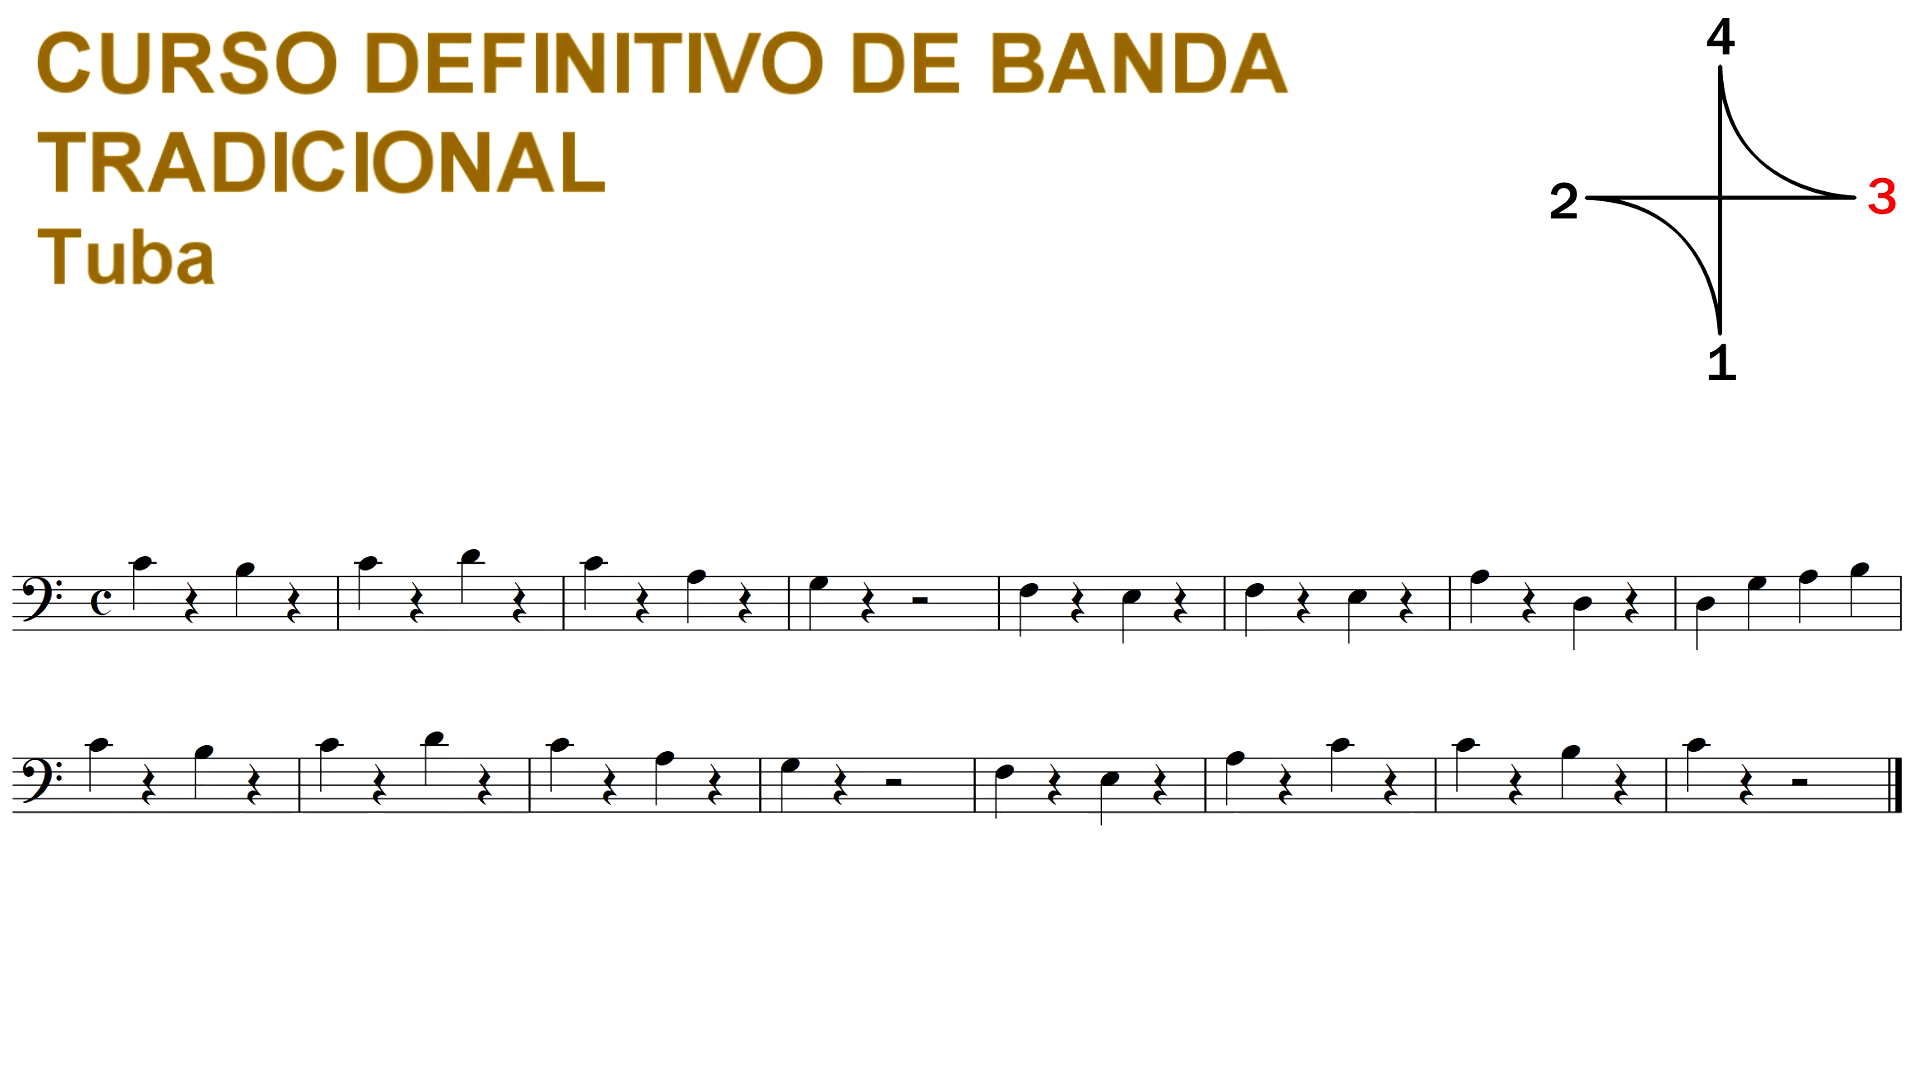 CURSO DEFINITIVO DE BANDA
TRADICIONAL
Tuba
4
2 3
1